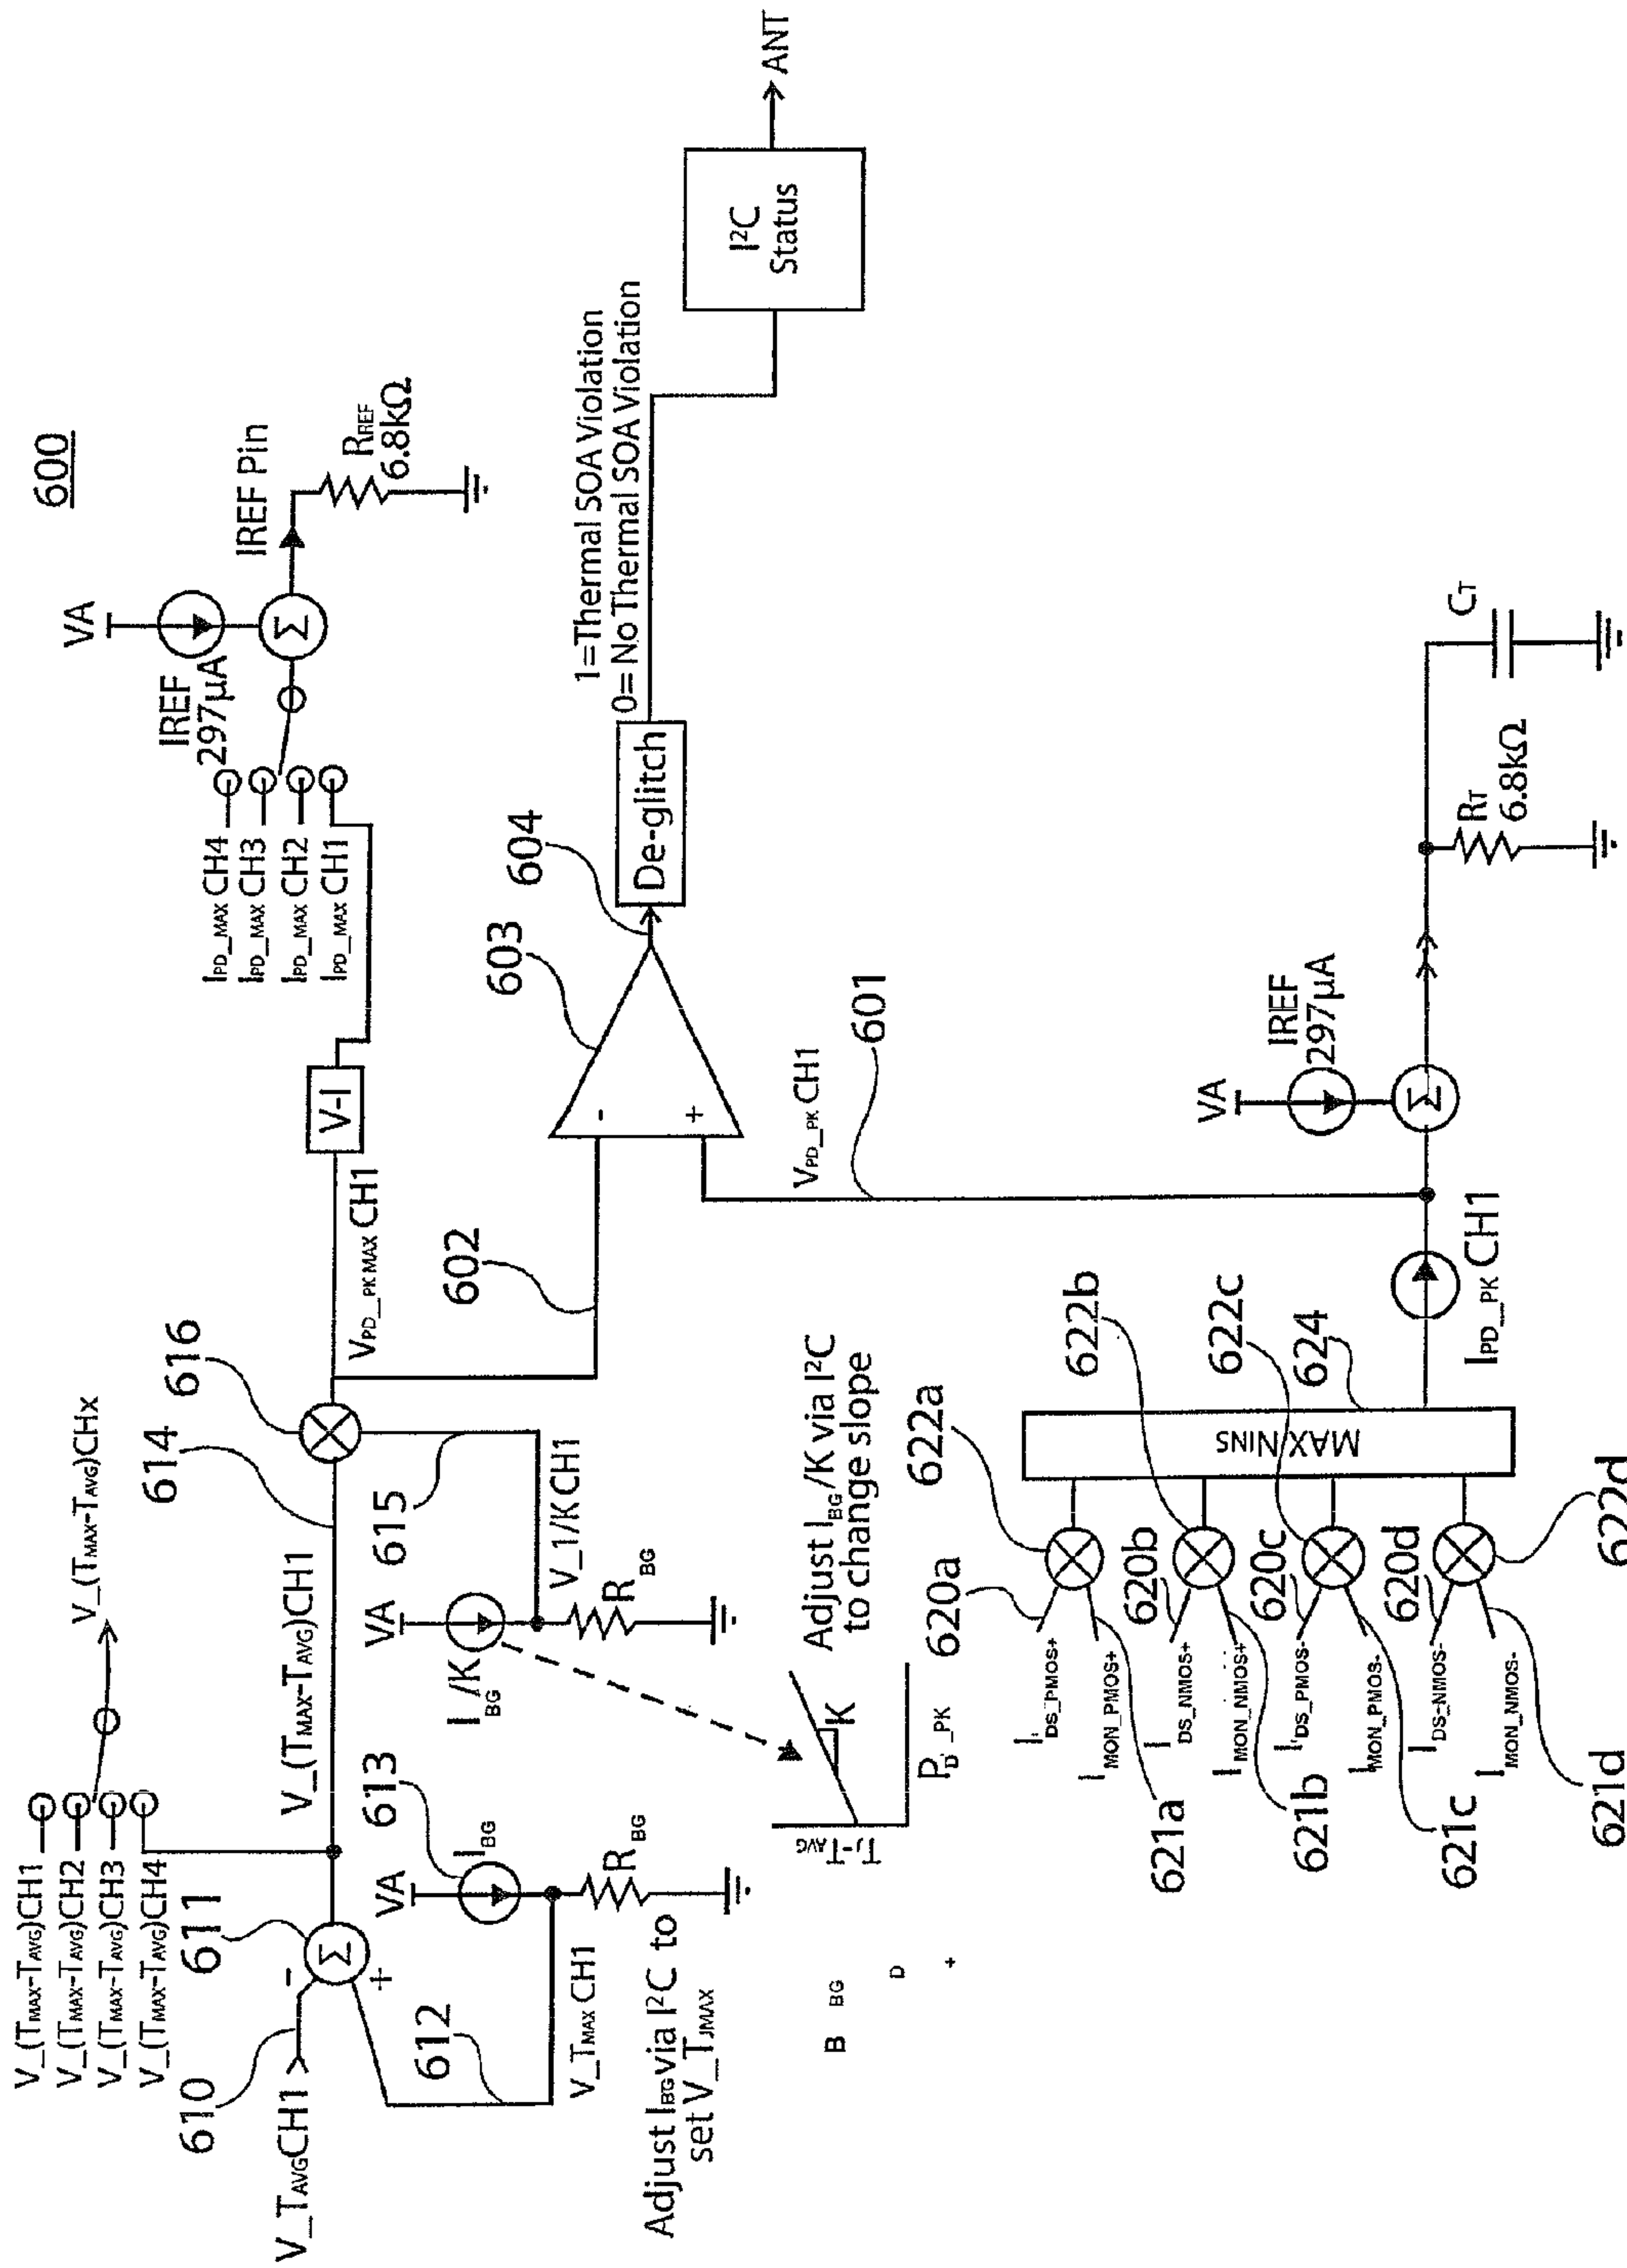 600
V_(TMAX-TAVG)CH1
V_(TMAX-TAVG)CH2
V_(TMAX-TAVG)CH3
V_(TMAX-TAVG)CH4
V_(TMAX-TAVG)CHx
610
611
V_TAVGCH1
-
Σ
+
612
V_TMAX CH1
Adjust IBG via I²C to
set V_TJMAX
613
VA
IBG
RBG
V_(TMAX-TAVG)CH1
614
616
615
VA
IBG/K
V_1/K CH1
RBG
Adjust IBG/K via I²C
to change slope
K
TJ-TAVG
PD_PK
VPD_PKMAX CH1
V-I
602
IPD_MAX CH4
IPD_MAX CH3
IPD_MAX CH2
IPD_MAX CH1
VA
IREF
297µA
Σ
IREF Pin
RREF
6.8kΩ
603
-
+
604
De-glitch
1=Thermal SOA Violation
0= No Thermal SOA Violation
I²C
Status
ANT
VPD_PK CH1
601
B BG D +
620a
622a
IDS_PMOS+
IMON_PMOS+
621a
620b
622b
IDS_NMOS+
IMON_NMOS+
621b
620c
622c
IDS_PMOS-
IMON_PMOS-
621c
620d
622d
IDS-NMOS-
IMON_NMOS-
621d
MAX NINS
624
IPD_PK CH1
VA
IREF
297µA
Σ
RT
6.8kΩ
CT